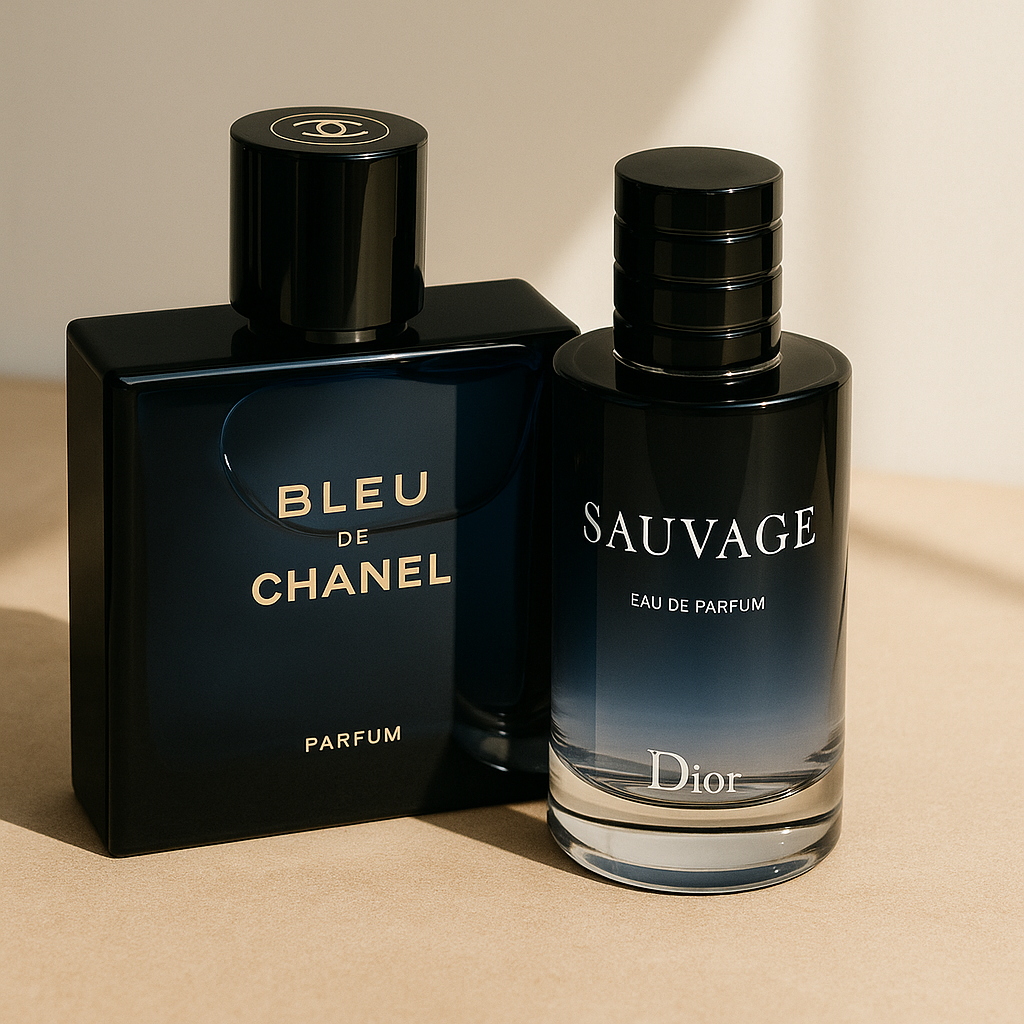 BLEU
DE
CHANEL
PARFUM
SAUVAGE
EAU DE PARFUM
Dior